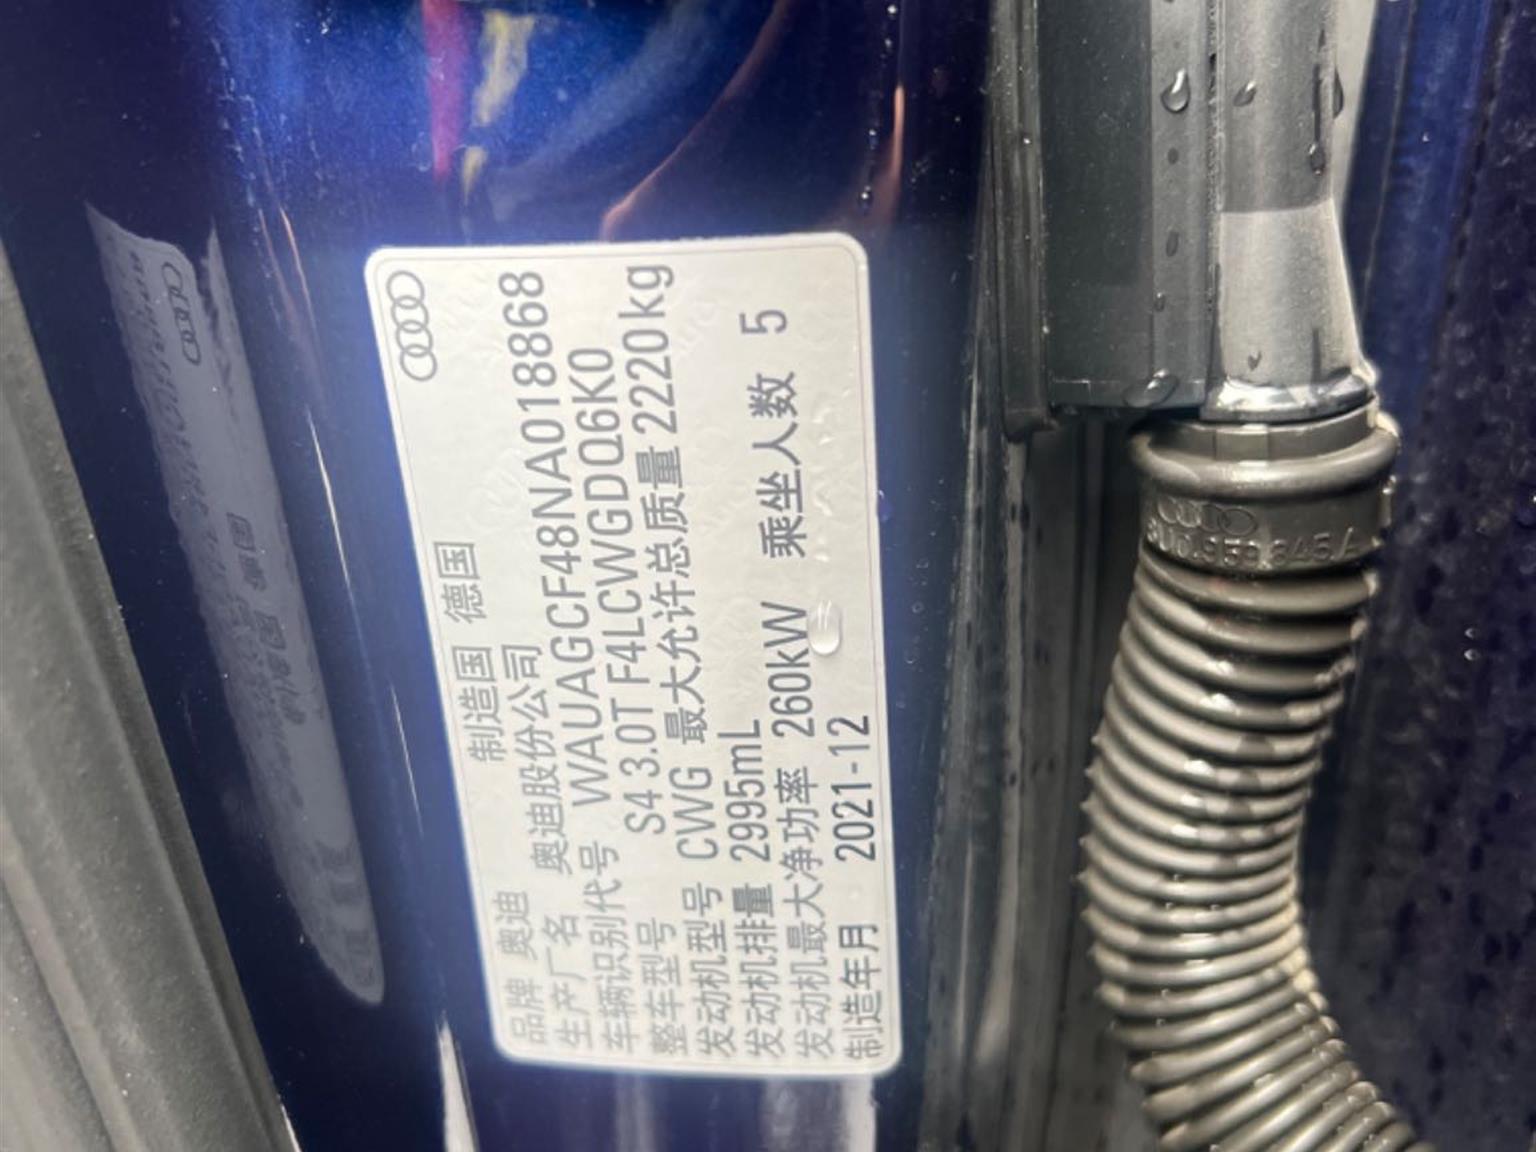 品牌 奥迪 制造国 德国
生产厂名 奥迪股份公司
车辆识别代号 WAUAGCF48NA018868
整车型号 S4 3.0T F4LCWGDQ6K0
发动机型号 CWG 最大允许总质量 2220kg
发动机排量 2995mL
发动机最大净功率 260kW 乘坐人数 5
制造年月 2021-12